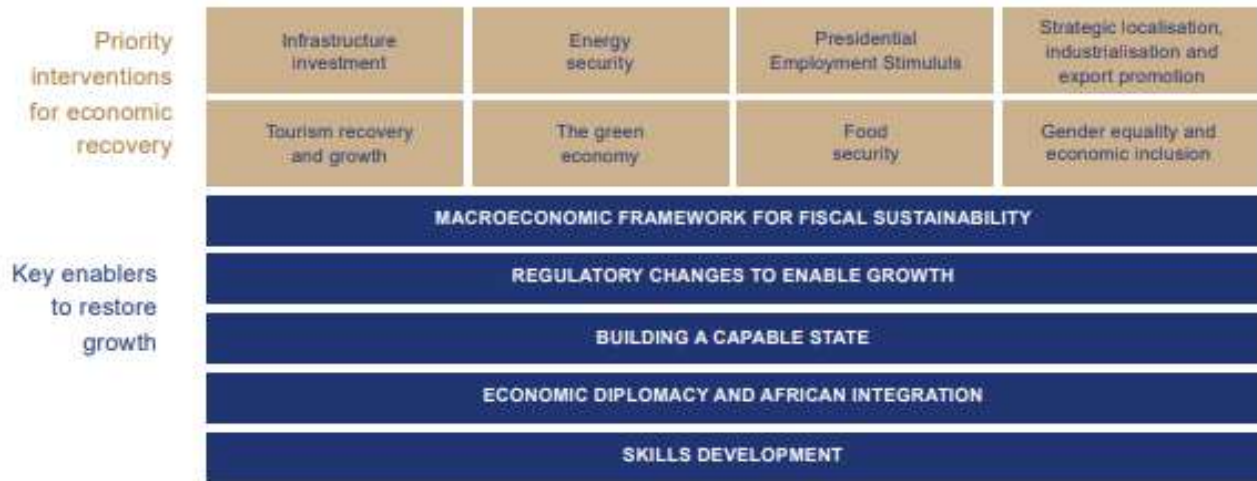 Priority
interventions
for economic
recovery
Infrastructure
investment
Energy
security
Presidential
Employment Stimululs
Strategic localisation,
industrialisation and
export promotion
Tourism recovery
and growth
The green
economy
Food
security
Gender equality and
economic inclusion
Key enablers
to restore
growth
MACROECONOMIC FRAMEWORK FOR FISCAL SUSTAINABILITY
REGULATORY CHANGES TO ENABLE GROWTH
BUILDING A CAPABLE STATE
ECONOMIC DIPLOMACY AND AFRICAN INTEGRATION
SKILLS DEVELOPMENT